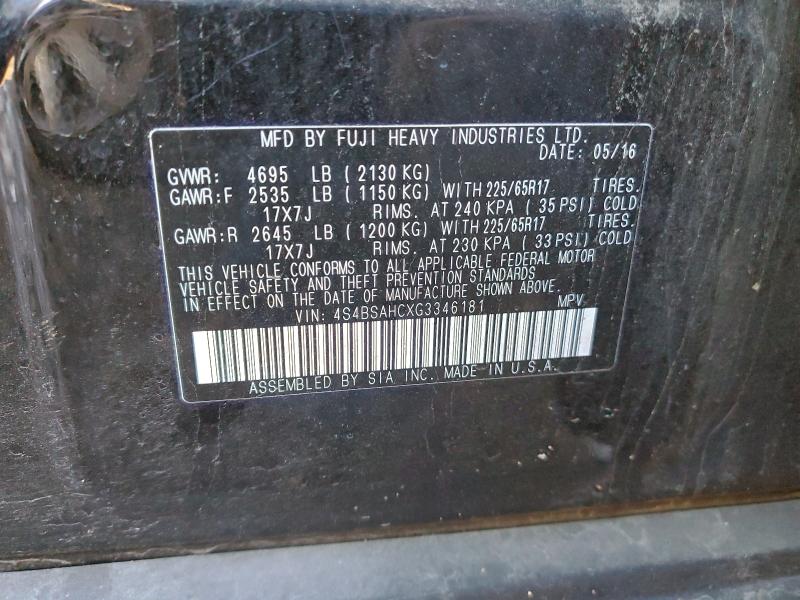 MFD BY FUJI HEAVY INDUSTRIES LTD.
DATE: 05/16
GVWR: 4695 LB ( 2130 KG)
GAWR:F 2535 LB ( 1150 KG) WITH 225/65R17 TIRES.
17X7J RIMS. AT 240 KPA ( 35 PSI) COLD
GAWR:R 2645 LB ( 1200 KG) WITH 225/65R17 TIRES.
17X7J RIMS. AT 230 KPA ( 33 PSI) COLD
THIS VEHICLE CONFORMS TO ALL APPLICABLE FEDERAL MOTOR
VEHICLE SAFETY AND THEFT PREVENTION STANDARDS
IN EFFECT ON THE DATE OF MANUFACTURE SHOWN ABOVE.
VIN: 4S4BSAHCXG3346181 MPV
ASSEMBLED BY SIA INC. MADE IN U.S.A.